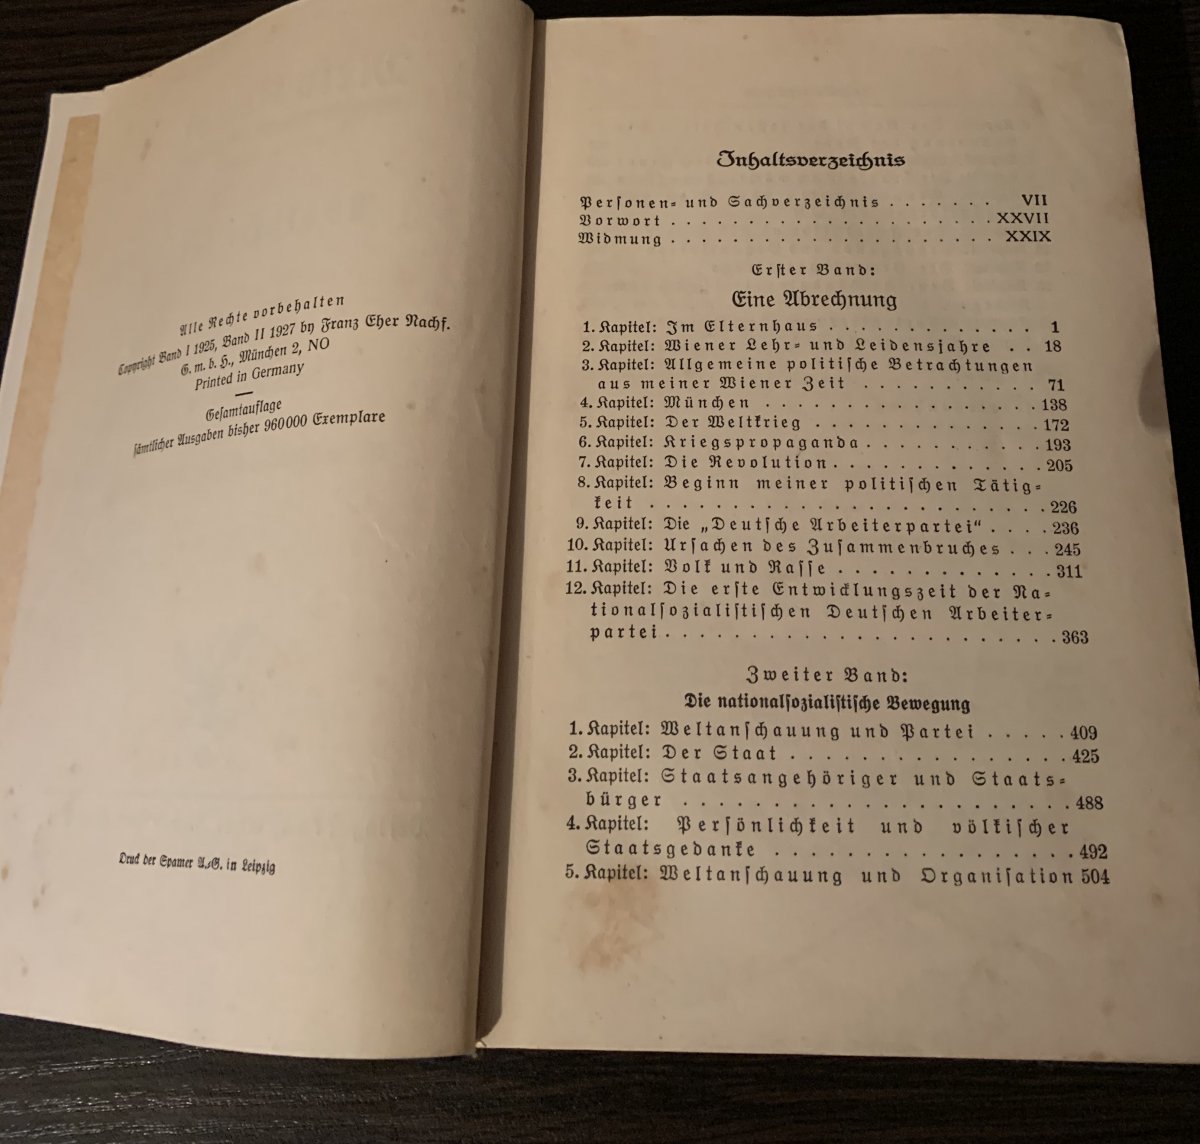 Alle Rechte vorbehalten
Copyright Band I 1925, Band II 1927 by Franz Eher Nachf.
G. m. b. H., München 2, NO
Printed in Germany
Gesamtauflage
sämtlicher Ausgaben bisher 960000 Exemplare
Druck der Spamer A.-G. in Leipzig
Inhaltsverzeichnis
Perſonen- und Sachverzeichnis . . . . . . . VII
Vorwort . . . . . . . . . . . . . . . . . . . . XXVII
Widmung . . . . . . . . . . . . . . . . . . . . XXIX
Erſter Band:
Eine Abrechnung
1. Kapitel: Im Elternhaus . . . . . . . . . . . . . 1
2. Kapitel: Wiener Lehr- und Leidensjahre . . 18
3. Kapitel: Allgemeine politiſche Betrachtungen
aus meiner Wiener Zeit . . . . . . . . . . . 71
4. Kapitel: München . . . . . . . . . . . . . . . . . 138
5. Kapitel: Der Weltkrieg . . . . . . . . . . . . . 172
6. Kapitel: Kriegspropaganda . . . . . . . . . . . 193
7. Kapitel: Die Revolution . . . . . . . . . . . . . 205
8. Kapitel: Beginn meiner politiſchen Tätig-
keit . . . . . . . . . . . . . . . . . . . . . . 226
9. Kapitel: Die „Deutſche Arbeiterpartei“ . . . . 236
10. Kapitel: Urſachen des Zuſammenbruches . . . 245
11. Kapitel: Volk und Raſſe . . . . . . . . . . . . . 311
12. Kapitel: Die erſte Entwicklungszeit der Na-
tionalſozialiſtiſchen Deutſchen Arbeiter-
partei . . . . . . . . . . . . . . . . . . . . . . 363
Zweiter Band:
Die nationalſozialiſtiſche Bewegung
1. Kapitel: Weltanſchauung und Partei . . . . . 409
2. Kapitel: Der Staat . . . . . . . . . . . . . . . 425
3. Kapitel: Staatsangehöriger und Staats-
bürger . . . . . . . . . . . . . . . . . . . . . 488
4. Kapitel: Perſönlichkeit und völkiſcher
Staatsgedanke . . . . . . . . . . . . . . . . 492
5. Kapitel: Weltanſchauung und Organiſation 504